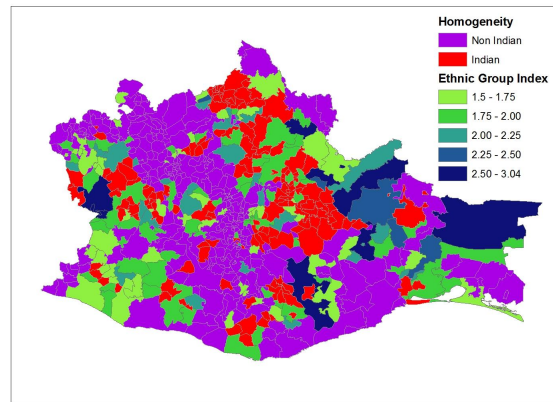 Homogeneity
Non Indian
Indian
Ethnic Group Index
1.5 - 1.75
1.75 - 2.00
2.00 - 2.25
2.25 - 2.50
2.50 - 3.04